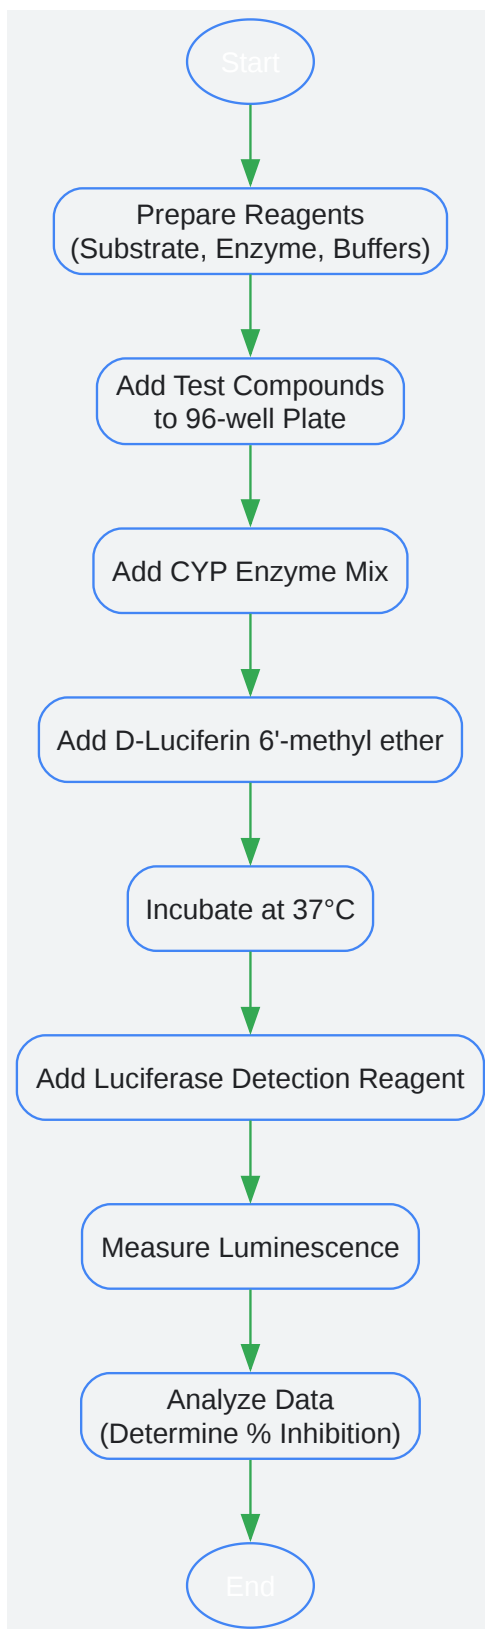 Start
Prepare Reagents
(Substrate, Enzyme, Buffers)
Add Test Compounds
to 96-well Plate
Add CYP Enzyme Mix
Add D-Luciferin 6'-methyl ether
Incubate at 37°C
Add Luciferase Detection Reagent
Measure Luminescence
Analyze Data
(Determine % Inhibition)
End